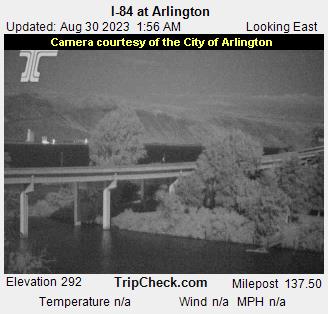 I-84 at Arlington
Updated: Aug 30 2023 1:56 AM Looking East
Camera courtesy of the City of Arlington
Elevation 292 TripCheck.com Milepost 137.50
Temperature n/a Wind n/a MPH n/a